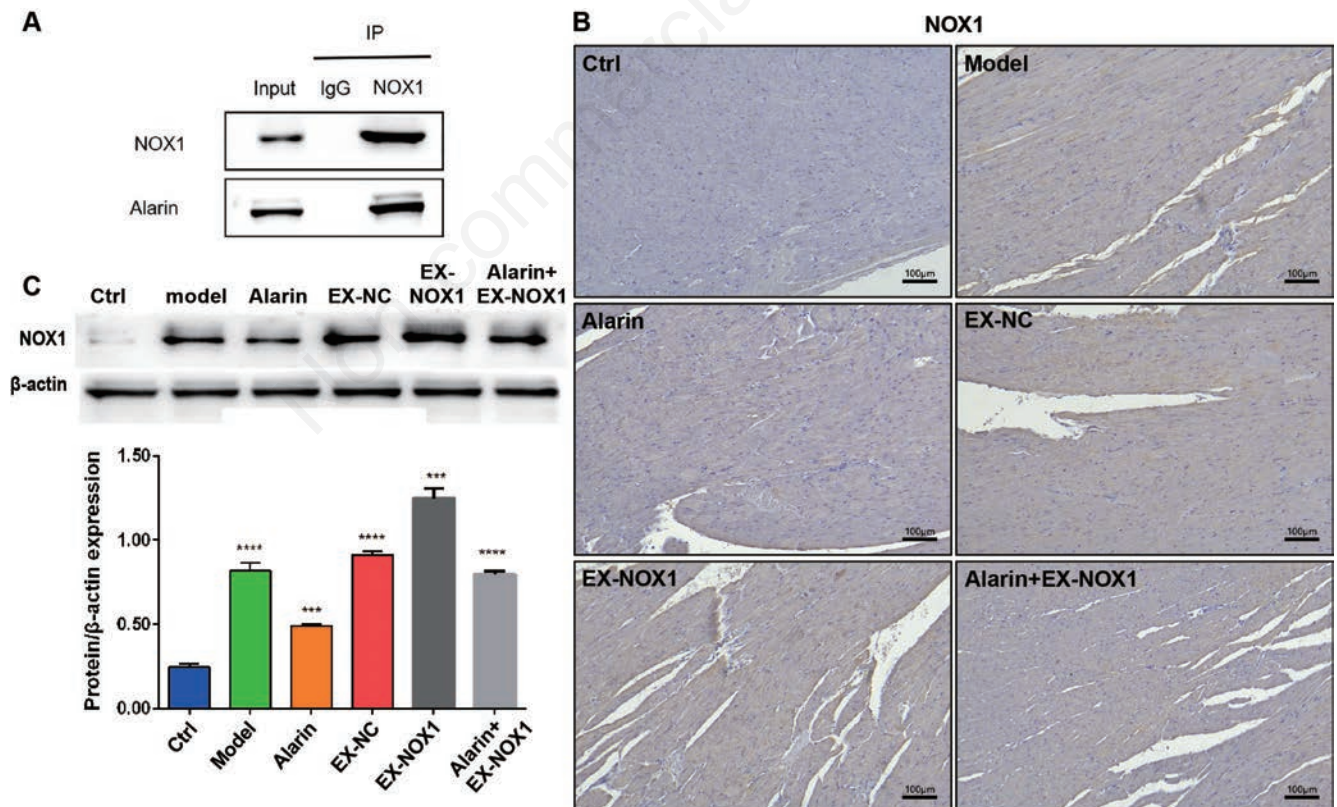 A
IP
Input IgG NOX1
NOX1
Alarin
B
NOX1
Ctrl
100µm
Model
100µm
Alarin
100µm
EX-NC
100µm
EX-NOX1
100µm
Alarin+EX-NOX1
100µm
C
Ctrl model Alarin EX-NC EX-NOX1 Alarin+EX-NOX1
NOX1
β-actin
Protein/β-actin expression
1.50
1.00
0.50
0.00
****
***
****
***
****
Ctrl
Model
Alarin
EX-NC
EX-NOX1
Alarin+
EX-NOX1